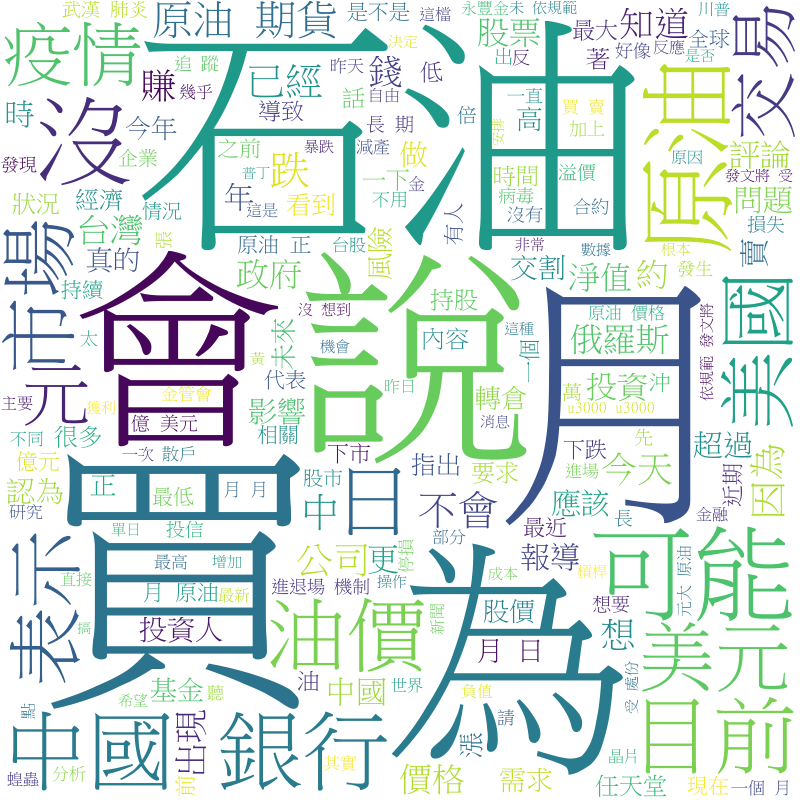 武漢 肺炎
原油 期貨
是不是
這檔
永豐金
未 依規範
川普
疫情
石油
股票
最大
知道
易
交
沒
追 蹤
賺
幾乎
已經
昨天
決定
錢
低
出反
好像
反應
全球
是否
著
時
今年
導致
話
自由
倍
一直
買 賣
高
加上
原油
發現
企業
之前
跌
暴跌
長 期
減產
做
時間
溢價
安排
原因
評論
發文將 受
狀況
經濟
情況
年
普丁
這是
看到
一下
金
病毒
沒有
合約
問題
損失
市場
台灣
真的
原油 正
台股
不用
風險
有人
非常
數據
根本
賣
張
交割
淨值
約
發生
持續
太
會
政府
未來
沒 想到
黃
機會
說
持股
內容
一個
這種
原油 價格
俄羅斯
月
依規範 發文將
美國
元
主要
金管會
獲利
代表
影響
昨日
轉倉
萬
投資
沖
u3000 u3000
不同
很多
億 美元
相關
消息
億元
一次 散戶
下市
指出
要求
下跌
先
進場
今天
超過
認為
正
最低
股市
月 月
中
日
不會
應該
長
近期
因為
研究
單日
投信
部分
最近
金融
表示
買
公司
更
停損
報導
為
可能
直接
最高
增加
進退場 機制
操作
成本
槓桿
元大 原油
月 原油
最新
油價
新聞
股價
想要
搞
投資人
想
美元
月 日
中國
銀行
出現
基金
希望
聽
油
中國
世界
負值
請
受 處份
目前
點
漲
晶片
蝗蟲
分析
前
其實
價格
需求
任天堂
現在
一個 月